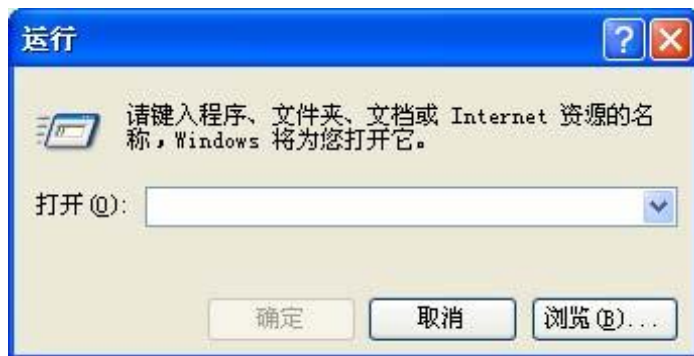 运行
请键入程序、文件夹、文档或 Internet 资源的名
称，Windows 将为您打开它。
打开(O):
确定
取消
浏览(B)...